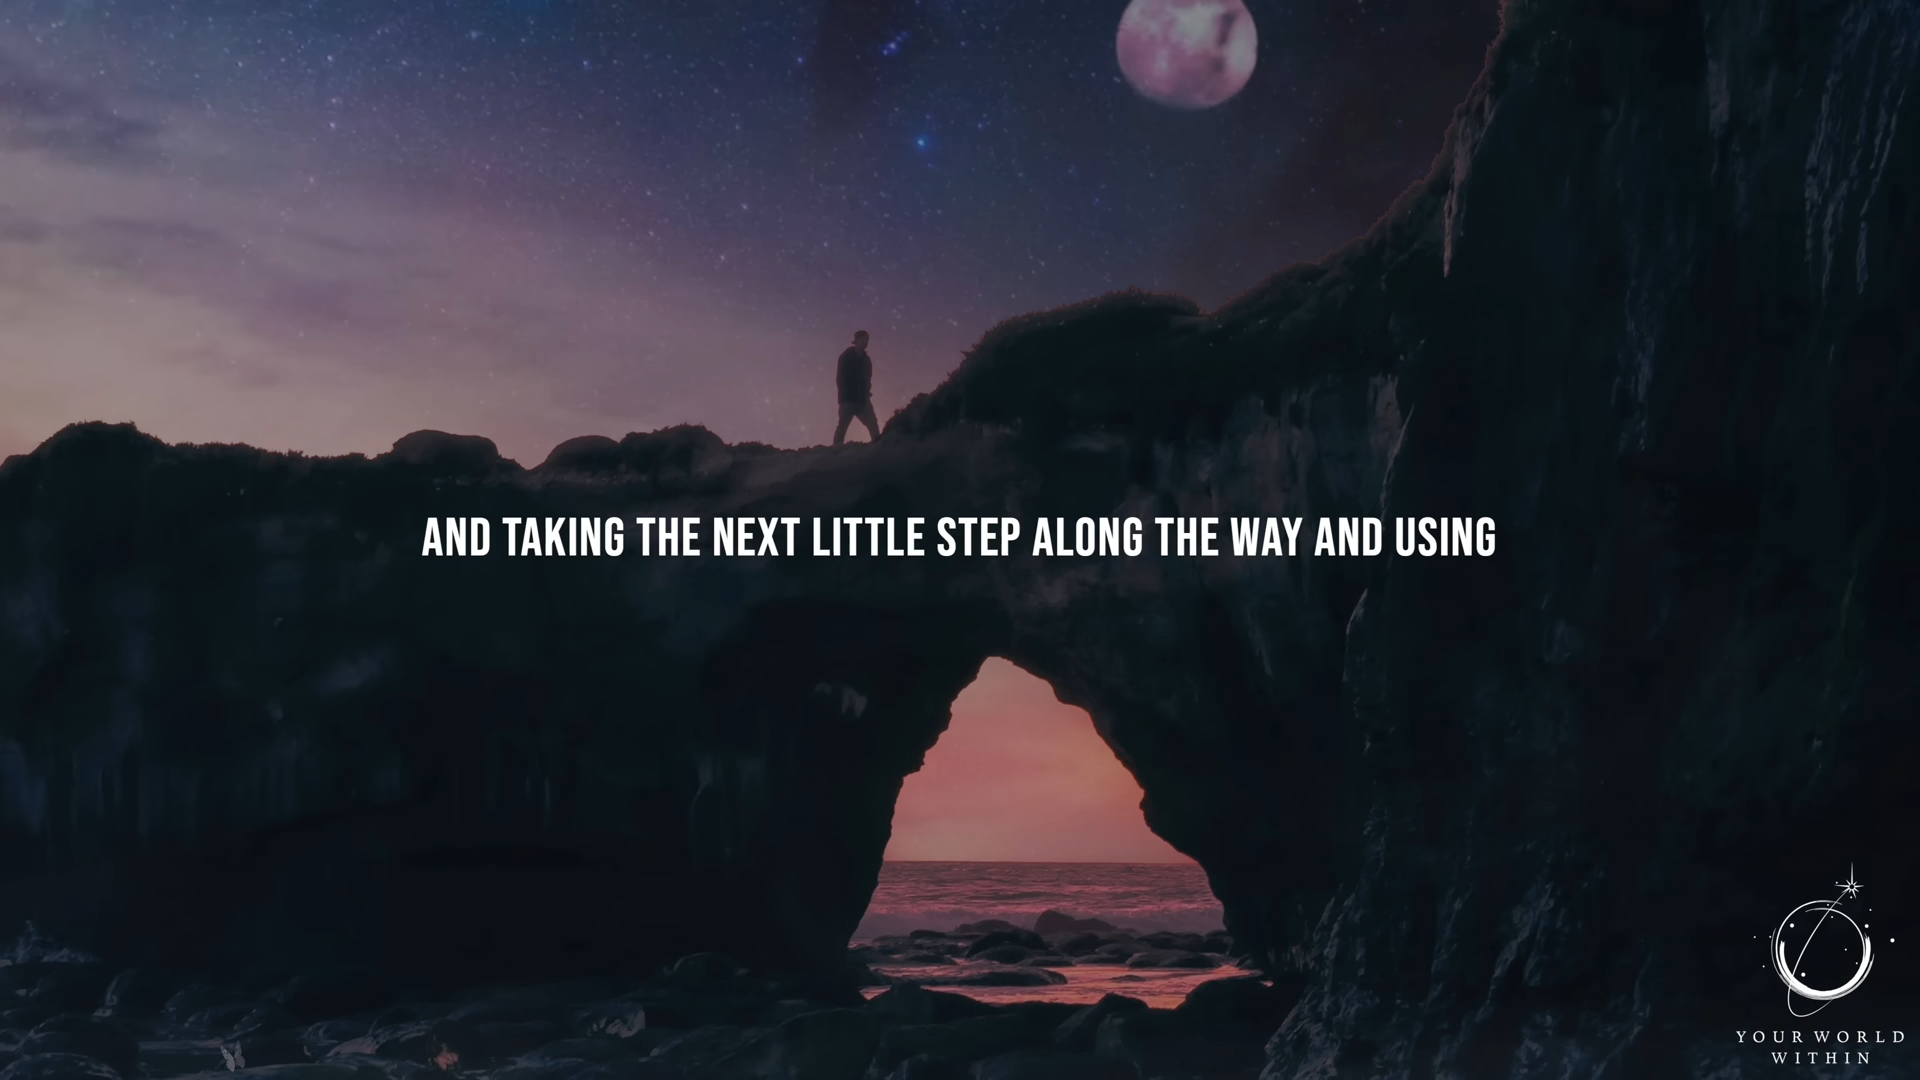 AND TAKING THE NEXT LITTLE STEP ALONG THE WAY AND USING
YOUR WORLD
WITHIN